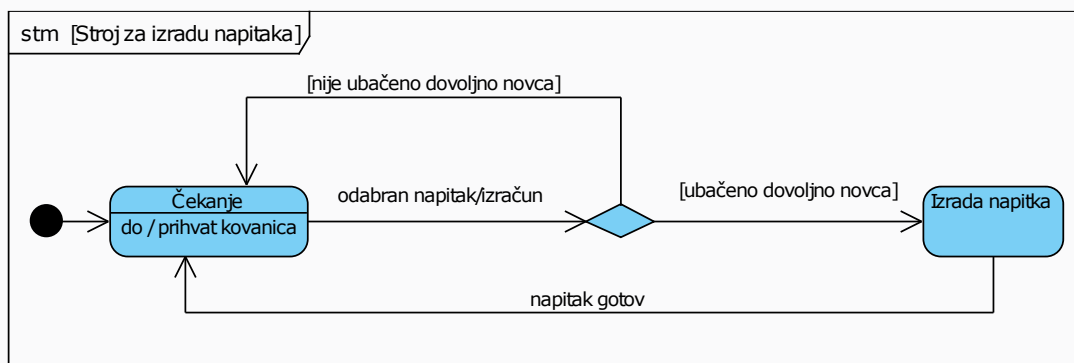 stm [Stroj za izradu napitaka]
[nije ubačeno dovoljno novca]
Čekanje
do / prihvat kovanica
odabran napitak/izračun
[ubačeno dovoljno novca]
Izrada napitka
napitak gotov